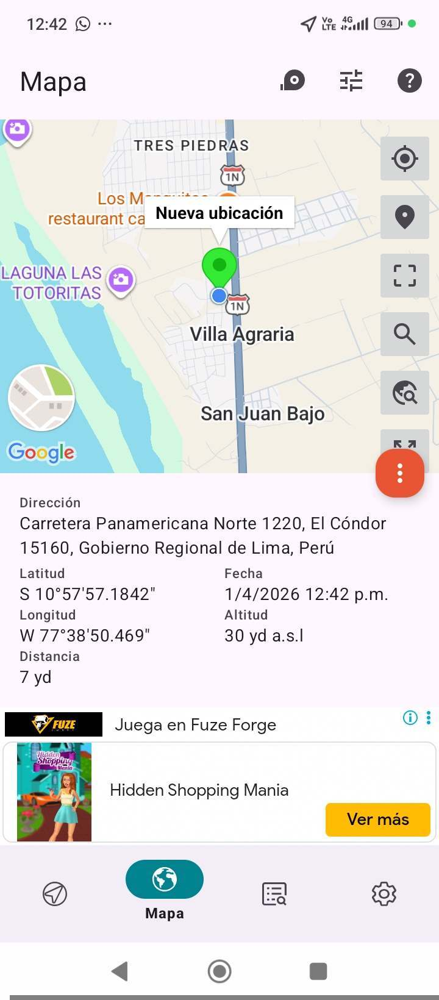 12:42
Vo
LTE
4G
94
Mapa
TRES PIEDRAS
1N
Los
restaurant ca
Nueva ubicación
LAGUNA LAS
TOTORITAS
1N
Villa Agraria
San Juan Bajo
Google
Dirección
Carretera Panamericana Norte 1220, El Cóndor
15160, Gobierno Regional de Lima, Perú
Latitud
S 10°57'57.1842"
Fecha
1/4/2026 12:42 p.m.
Longitud
W 77°38'50.469"
Altitud
30 yd a.s.l
Distancia
7 yd
FUZE
Juega en Fuze Forge
Hidden
Shopping
Mania
Hidden Shopping Mania
Ver más
Mapa